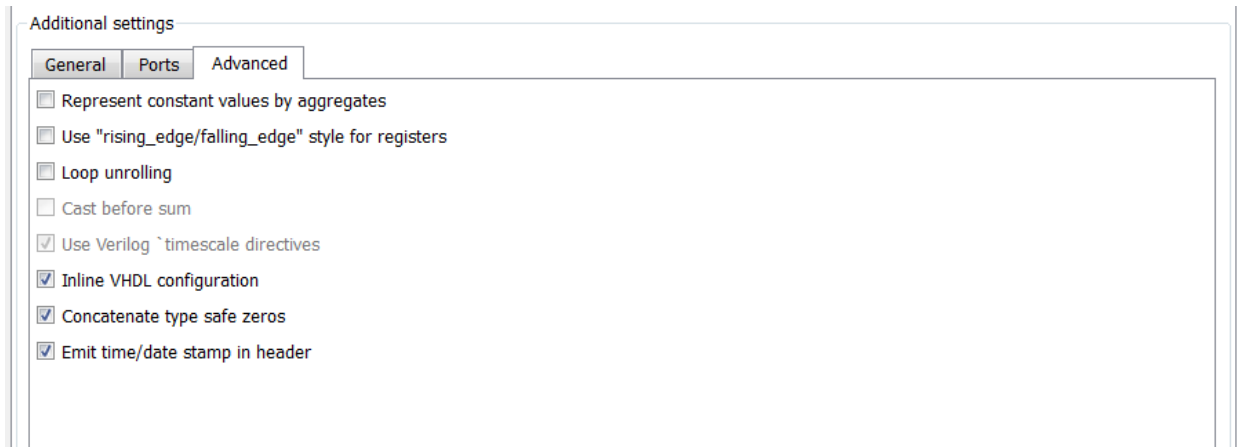 Additional settings
General Ports Advanced
Represent constant values by aggregates
Use "rising_edge/falling_edge" style for registers
Loop unrolling
Cast before sum
Use Verilog `timescale directives
Inline VHDL configuration
Concatenate type safe zeros
Emit time/date stamp in header